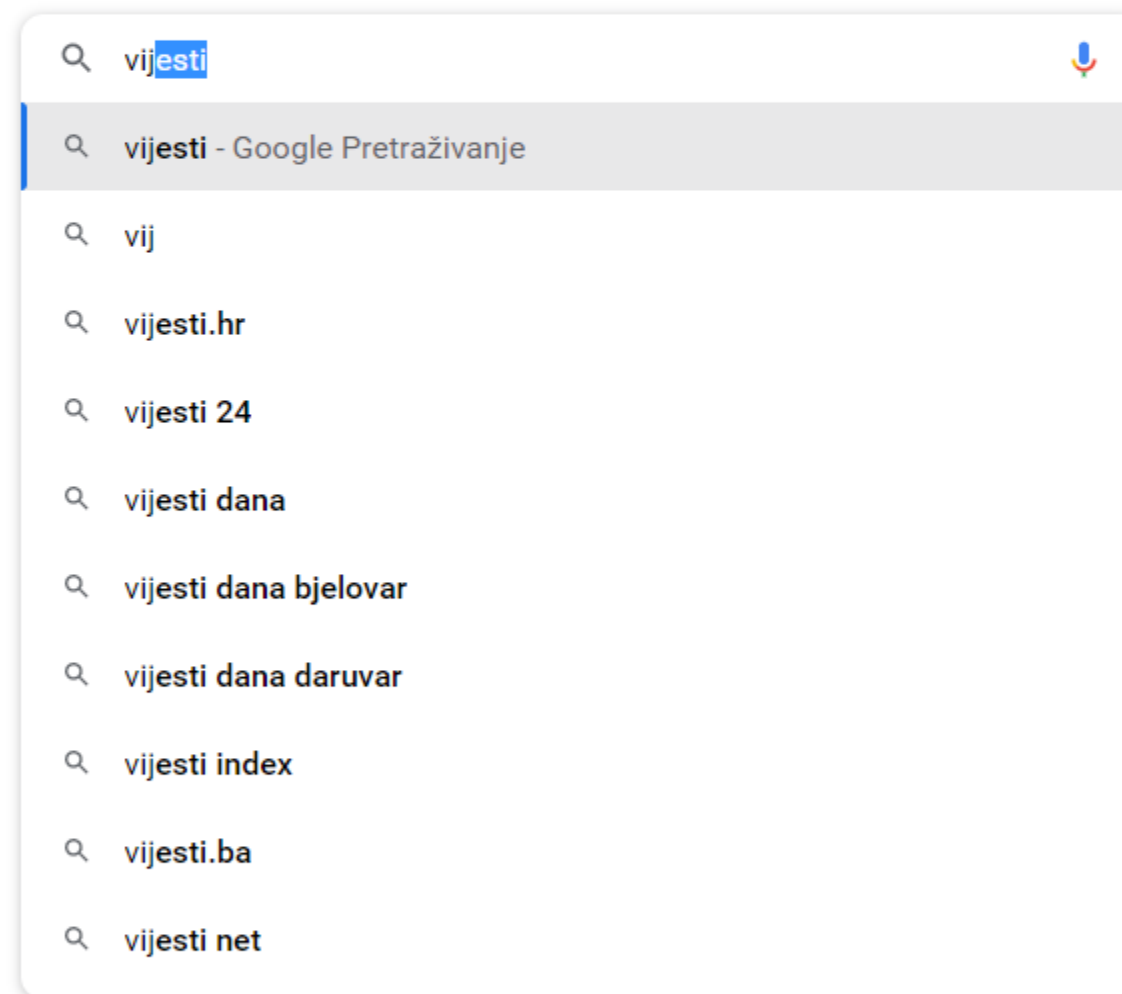 vijesti
vijesti - Google Pretraživanje
vij
vijesti.hr
vijesti 24
vijesti dana
vijesti dana bjelovar
vijesti dana daruvar
vijesti index
vijesti.ba
vijesti net